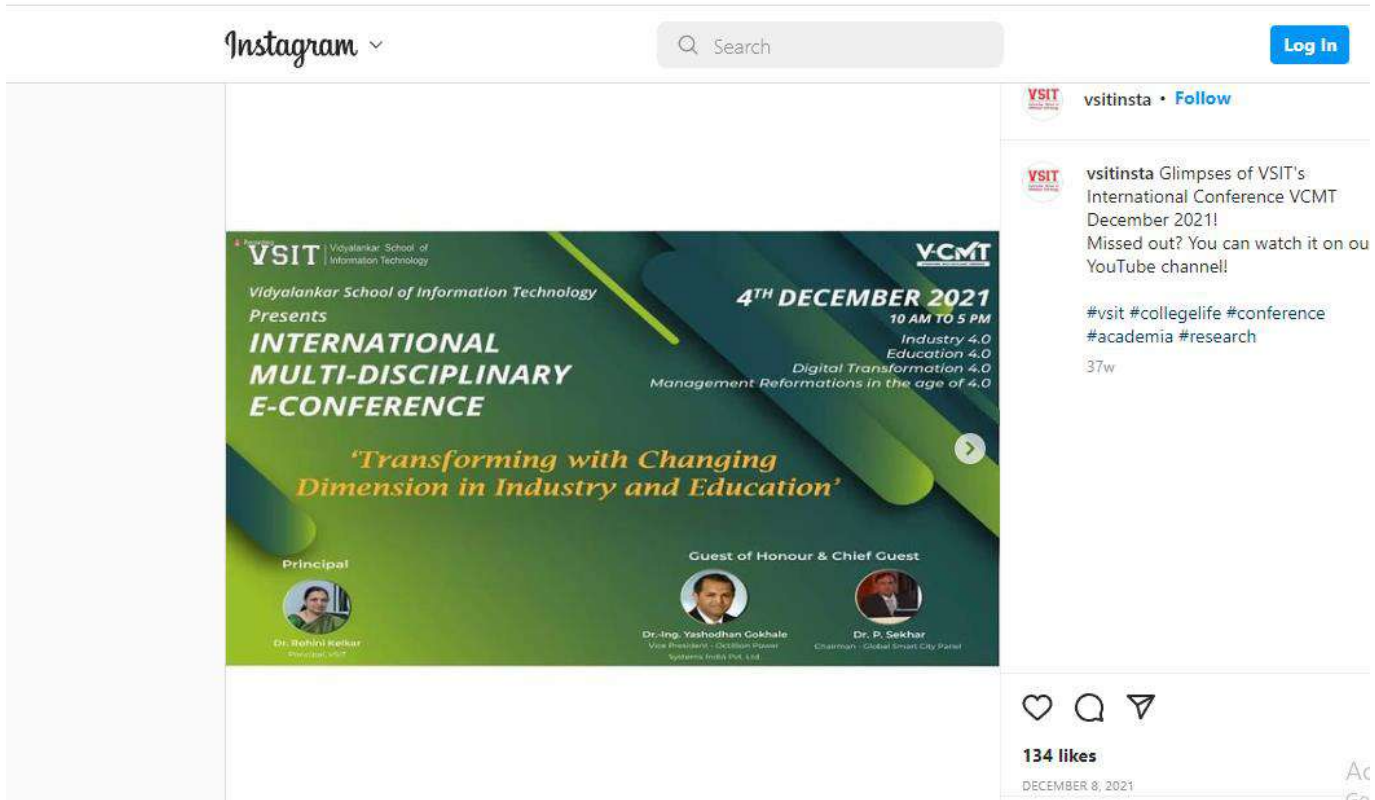 Instagram
Search
Log In
VSIT
vsitinsta • Follow
VSIT
vsitinsta Glimpses of VSIT's
International Conference VCMT
December 2021!
Missed out? You can watch it on ou
YouTube channel!
#vsit #collegelife #conference
#academia #research
37w
VSIT Vidyalankar School of
Information Technology
V-CMT
Vidyalankar School of Information Technology
Presents
INTERNATIONAL
MULTI-DISCIPLINARY
E-CONFERENCE
4TH DECEMBER 2021
10 AM TO 5 PM
Industry 4.0
Education 4.0
Digital Transformation 4.0
Management Reformations in the age of 4.0
‘Transforming with Changing
Dimension in Industry and Education’
Principal
Dr. Rohini Kelkar
Principal, VSIT
Guest of Honour & Chief Guest
Dr.-Ing. Yashodhan Gokhale
Vice President - Octillion Power
Systems India Pvt. Ltd.
Dr. P. Sekhar
Chairman - Global Smart City Panel
134 likes
DECEMBER 8, 2021